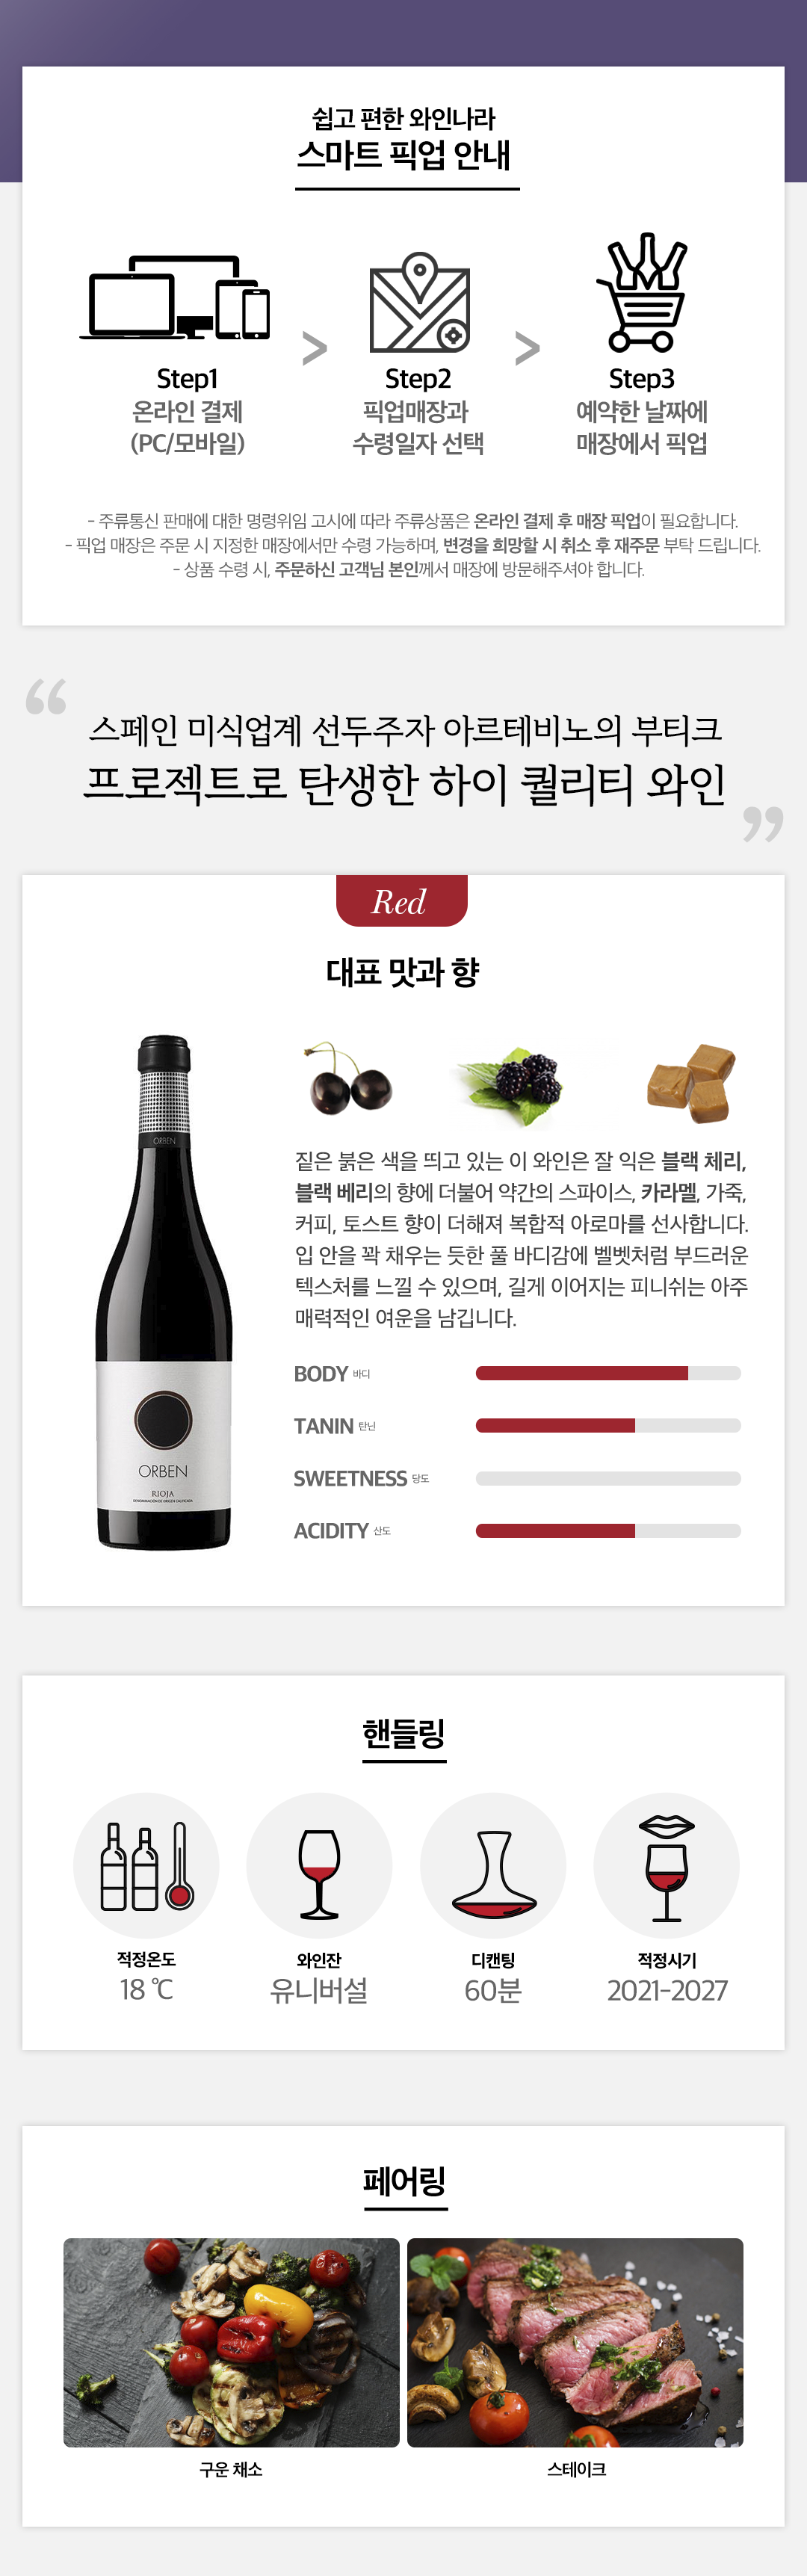 쉽고 편한 와인나라
스마트 픽업 안내
Step1
온라인 결제
(PC/모바일)
>
Step2
픽업매장과
수령일자 선택
>
Step3
예약한 날짜에
매장에서 픽업
- 주류통신 판매에 대한 명령위임 고시에 따라 주류상품은 온라인 결제 후 매장 픽업이 필요합니다.
- 픽업 매장은 주문 시 지정한 매장에서만 수령 가능하며, 변경을 희망할 시 취소 후 재주문 부탁 드립니다.
- 상품 수령 시, 주문하신 고객님 본인께서 매장에 방문해주셔야 합니다.
“
스페인 미식업계 선두주자 아르테비노의 부티크
프로젝트로 탄생한 하이 퀄리티 와인
”
Red
대표 맛과 향
ORBEN
짙은 붉은 색을 띄고 있는 이 와인은 잘 익은 블랙 체리,
블랙 베리의 향에 더불어 약간의 스파이스, 카라멜, 가죽,
커피, 토스트 향이 더해져 복합적 아로마를 선사합니다.
입 안을 꽉 채우는 듯한 풀 바디감에 벨벳처럼 부드러운
텍스처를 느낄 수 있으며, 길게 이어지는 피니쉬는 아주
매력적인 여운을 남깁니다.
BODY 바디
TANIN 탄닌
SWEETNESS 당도
ACIDITY 산도
ORBEN
RIOJA
DENOMINACIÓN DE ORIGEN CALIFICADA
핸들링
적정온도
18 ℃
와인잔
유니버설
디캔팅
60분
적정시기
2021-2027
페어링
구운 채소
스테이크